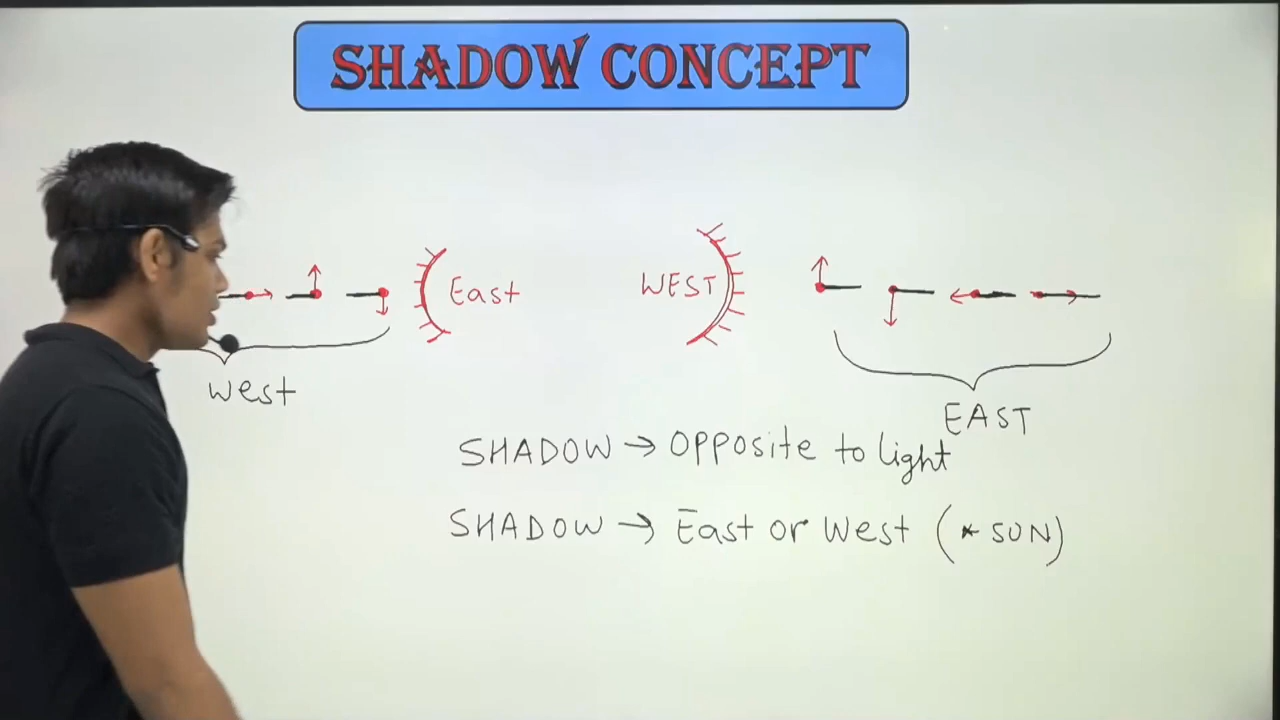 SHADOW CONCEPT
East
WEST
West
EAST
SHADOW → Opposite to light
SHADOW → East or West (* SUN)